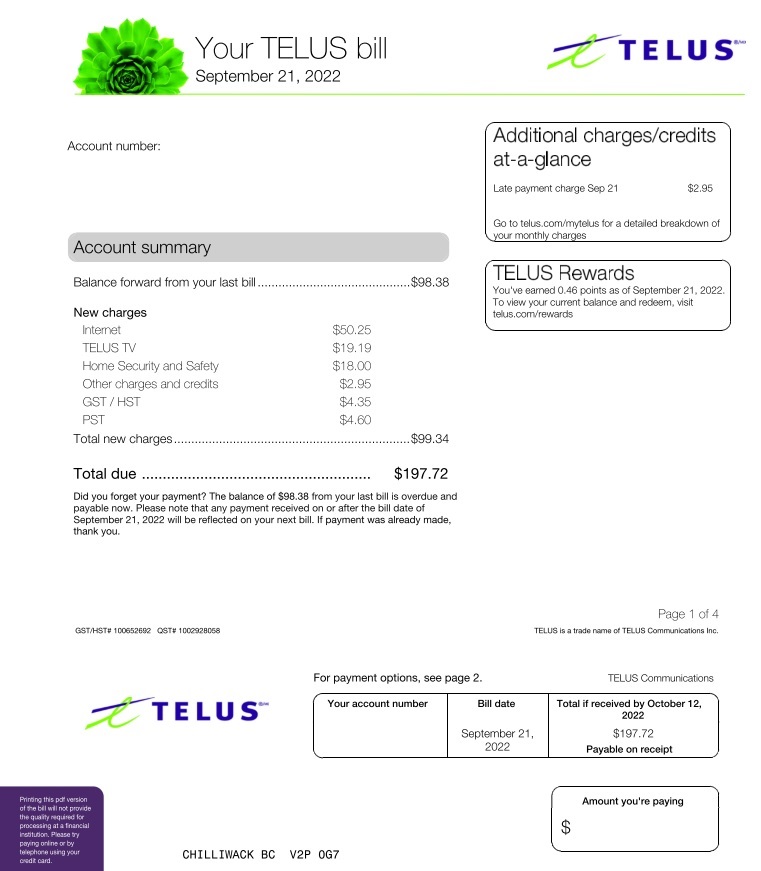 Your TELUS bill
September 21, 2022
TELUS®/MD
Account number:
Additional charges/credits
at-a-glance
Late payment charge Sep 21 $2.95
Go to telus.com/mytelus for a detailed breakdown of
your monthly charges
Account summary
Balance forward from your last bill............................................$98.38
New charges
Internet $50.25
TELUS TV $19.19
Home Security and Safety $18.00
Other charges and credits $2.95
GST / HST $4.35
PST $4.60
Total new charges....................................................................$99.34
Total due ....................................................... $197.72
TELUS Rewards
You've earned 0.46 points as of September 21, 2022.
To view your current balance and redeem, visit
telus.com/rewards
Did you forget your payment? The balance of $98.38 from your last bill is overdue and
payable now. Please note that any payment received on or after the bill date of
September 21, 2022 will be reflected on your next bill. If payment was already made,
thank you.
Page 1 of 4
GST/HST# 100652692 QST# 1002928058
TELUS is a trade name of TELUS Communications Inc.
For payment options, see page 2.
TELUS Communications
TELUS®/MD
Your account number
Bill date
September 21,
2022
Total if received by October 12,
2022
$197.72
Payable on receipt
Printing this pdf version
of the bill will not provide
the quality required for
processing at a financial
institution. Please try
paying online or by
telephone using your
credit card.
Amount you're paying
$
CHILLIWACK BC V2P 0G7